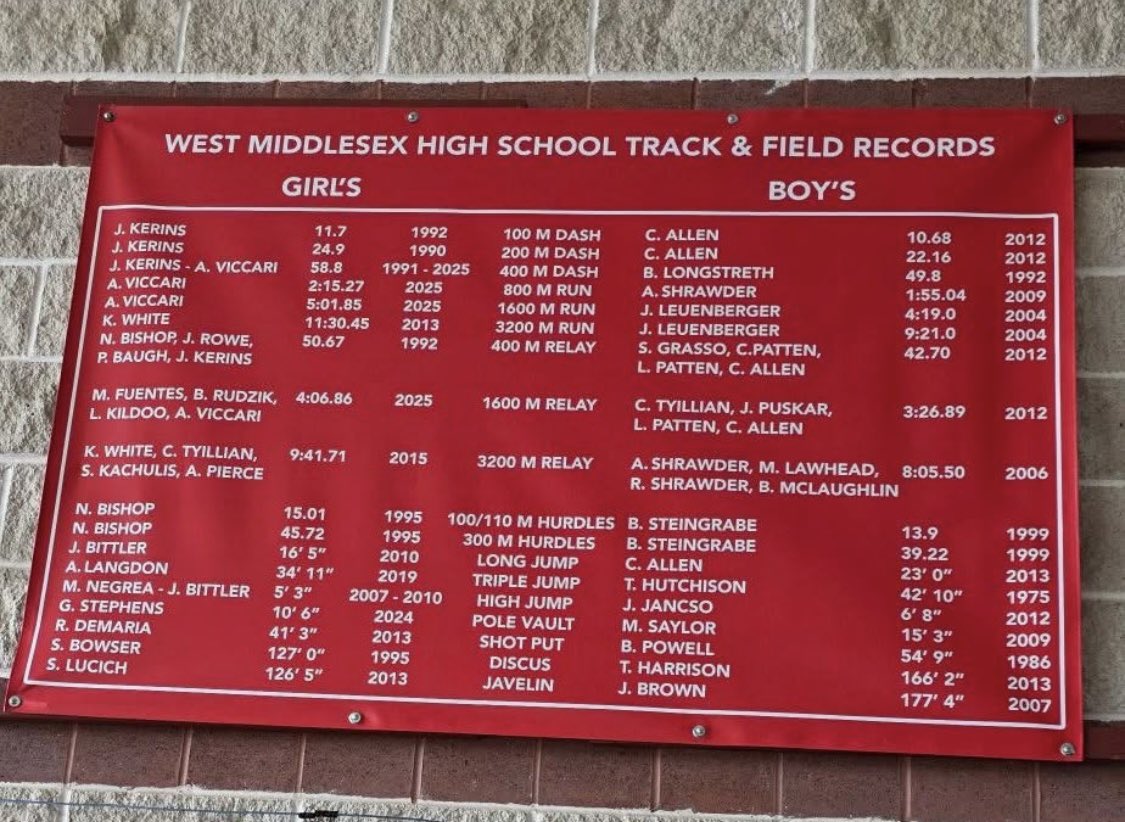 WEST MIDDLESEX HIGH SCHOOL TRACK & FIELD RECORDS
GIRL'S BOY'S
J. KERINS 11.7 1992 100 M DASH C. ALLEN 10.68 2012
J. KERINS 24.9 1990 200 M DASH C. ALLEN 22.16 2012
J. KERINS - A. VICCARI 58.8 1991 - 2025 400 M DASH B. LONGSTRETH 49.8 1992
A. VICCARI 2:15.27 2025 800 M RUN A. SHRAWDER 1:55.04 2009
A. VICCARI 5:01.85 2025 1600 M RUN J. LEUENBERGER 4:19.0 2004
K. WHITE 11:30.45 2013 3200 M RUN J. LEUENBERGER 9:21.0 2004
N. BISHOP, J. ROWE, 50.67 1992 400 M RELAY S. GRASSO, C.PATTEN, 42.70 2012
P. BAUGH, J. KERINS L. PATTEN, C. ALLEN
M. FUENTES, B. RUDZIK, 4:06.86 2025 1600 M RELAY C. TYILLIAN, J. PUSKAR, 3:26.89 2012
L. KILDOO, A. VICCARI L. PATTEN, C. ALLEN
K. WHITE, C. TYILLIAN, 9:41.71 2015 3200 M RELAY A. SHRAWDER, M. LAWHEAD, 8:05.50 2006
S. KACHULIS, A. PIERCE R. SHRAWDER, B. MCLAUGHLIN
N. BISHOP 15.01 1995 100/110 M HURDLES B. STEINGRABE 13.9 1999
N. BISHOP 45.72 1995 300 M HURDLES B. STEINGRABE 39.22 1999
J. BITTLER 16' 5" 2010 LONG JUMP C. ALLEN 23' 0" 2013
A. LANGDON 34' 11" 2019 TRIPLE JUMP T. HUTCHISON 42' 10" 1975
M. NEGREA - J. BITTLER 5' 3" 2007 - 2010 HIGH JUMP J. JANCSO 6' 8" 2012
G. STEPHENS 10' 6" 2024 POLE VAULT M. SAYLOR 15' 3" 2009
R. DEMARIA 41' 3" 2013 SHOT PUT B. POWELL 54' 9" 1986
S. BOWSER 127' 0" 1995 DISCUS T. HARRISON 166' 2" 2013
S. LUCICH 126' 5" 2013 JAVELIN J. BROWN 177' 4" 2007